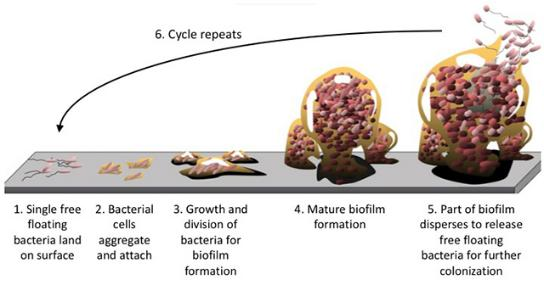 6. Cycle repeats
1. Single free
floating
bacteria land
on surface
2. Bacterial
cells
aggregate
and attach
3. Growth and
division of
bacteria for
biofilm
formation
4. Mature biofilm
formation
5. Part of biofilm
disperses to release
free floating
bacteria for further
colonization